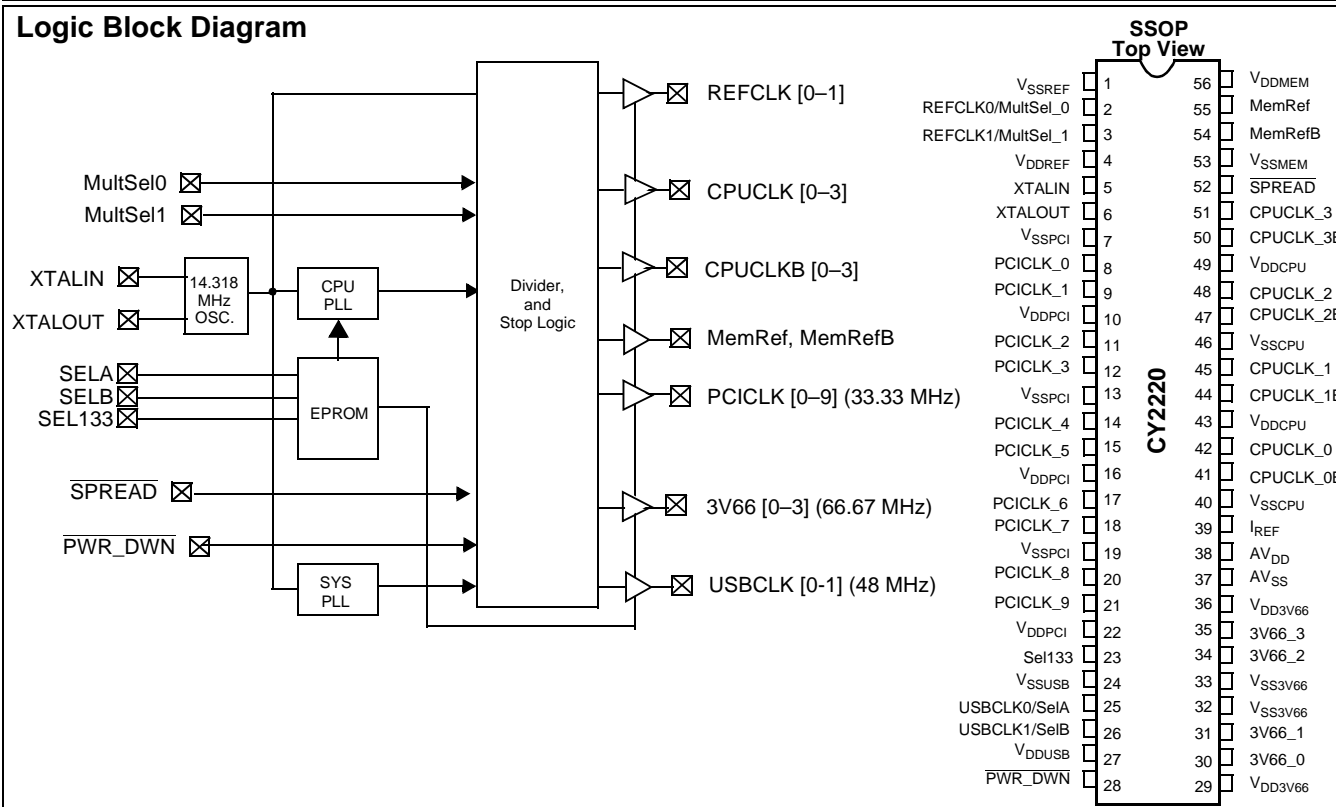 Logic Block Diagram
MultSel0
MultSel1
XTALIN
XTALOUT
14.318
MHz
OSC.
CPU
PLL
SELA
SELB
SEL133
EPROM
SPREAD
PWR_DWN
SYS
PLL
Divider,
and
Stop Logic
REFCLK [0–1]
CPUCLK [0–3]
CPUCLKB [0–3]
MemRef, MemRefB
PCICLK [0–9] (33.33 MHz)
3V66 [0–3] (66.67 MHz)
USBCLK [0-1] (48 MHz)
SSOP
Top View
CY2220
VSSREF 1
REFCLK0/MultSel_0 2
REFCLK1/MultSel_1 3
VDDREF 4
XTALIN 5
XTALOUT 6
VSSPCI 7
PCICLK_0 8
PCICLK_1 9
VDDPCI 10
PCICLK_2 11
PCICLK_3 12
VSSPCI 13
PCICLK_4 14
PCICLK_5 15
VDDPCI 16
PCICLK_6 17
PCICLK_7 18
VSSPCI 19
PCICLK_8 20
PCICLK_9 21
VDDPCI 22
Sel133 23
VSSUSB 24
USBCLK0/SelA 25
USBCLK1/SelB 26
VDDUSB 27
PWR_DWN 28
56 VDDMEM
55 MemRef
54 MemRefB
53 VSSMEM
52 SPREAD
51 CPUCLK_3
50 CPUCLK_3B
49 VDDCPU
48 CPUCLK_2
47 CPUCLK_2B
46 VSSCPU
45 CPUCLK_1
44 CPUCLK_1B
43 VDDCPU
42 CPUCLK_0
41 CPUCLK_0B
40 VSSCPU
39 IREF
38 AVDD
37 AVSS
36 VDD3V66
35 3V66_3
34 3V66_2
33 VSS3V66
32 VSS3V66
31 3V66_1
30 3V66_0
29 VDD3V66